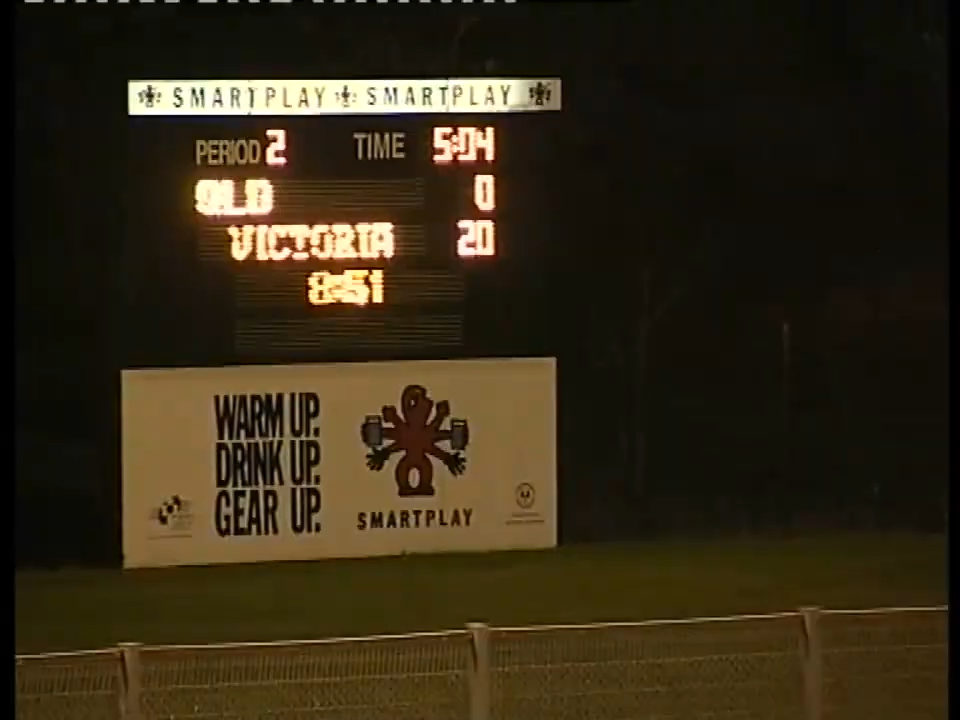 SMARTPLAY SMARTPLAY
PERIOD 2 TIME 5:04
QLD 0
VICTORIA 20
8:51
WARM UP.
DRINK UP.
GEAR UP.
SMARTPLAY